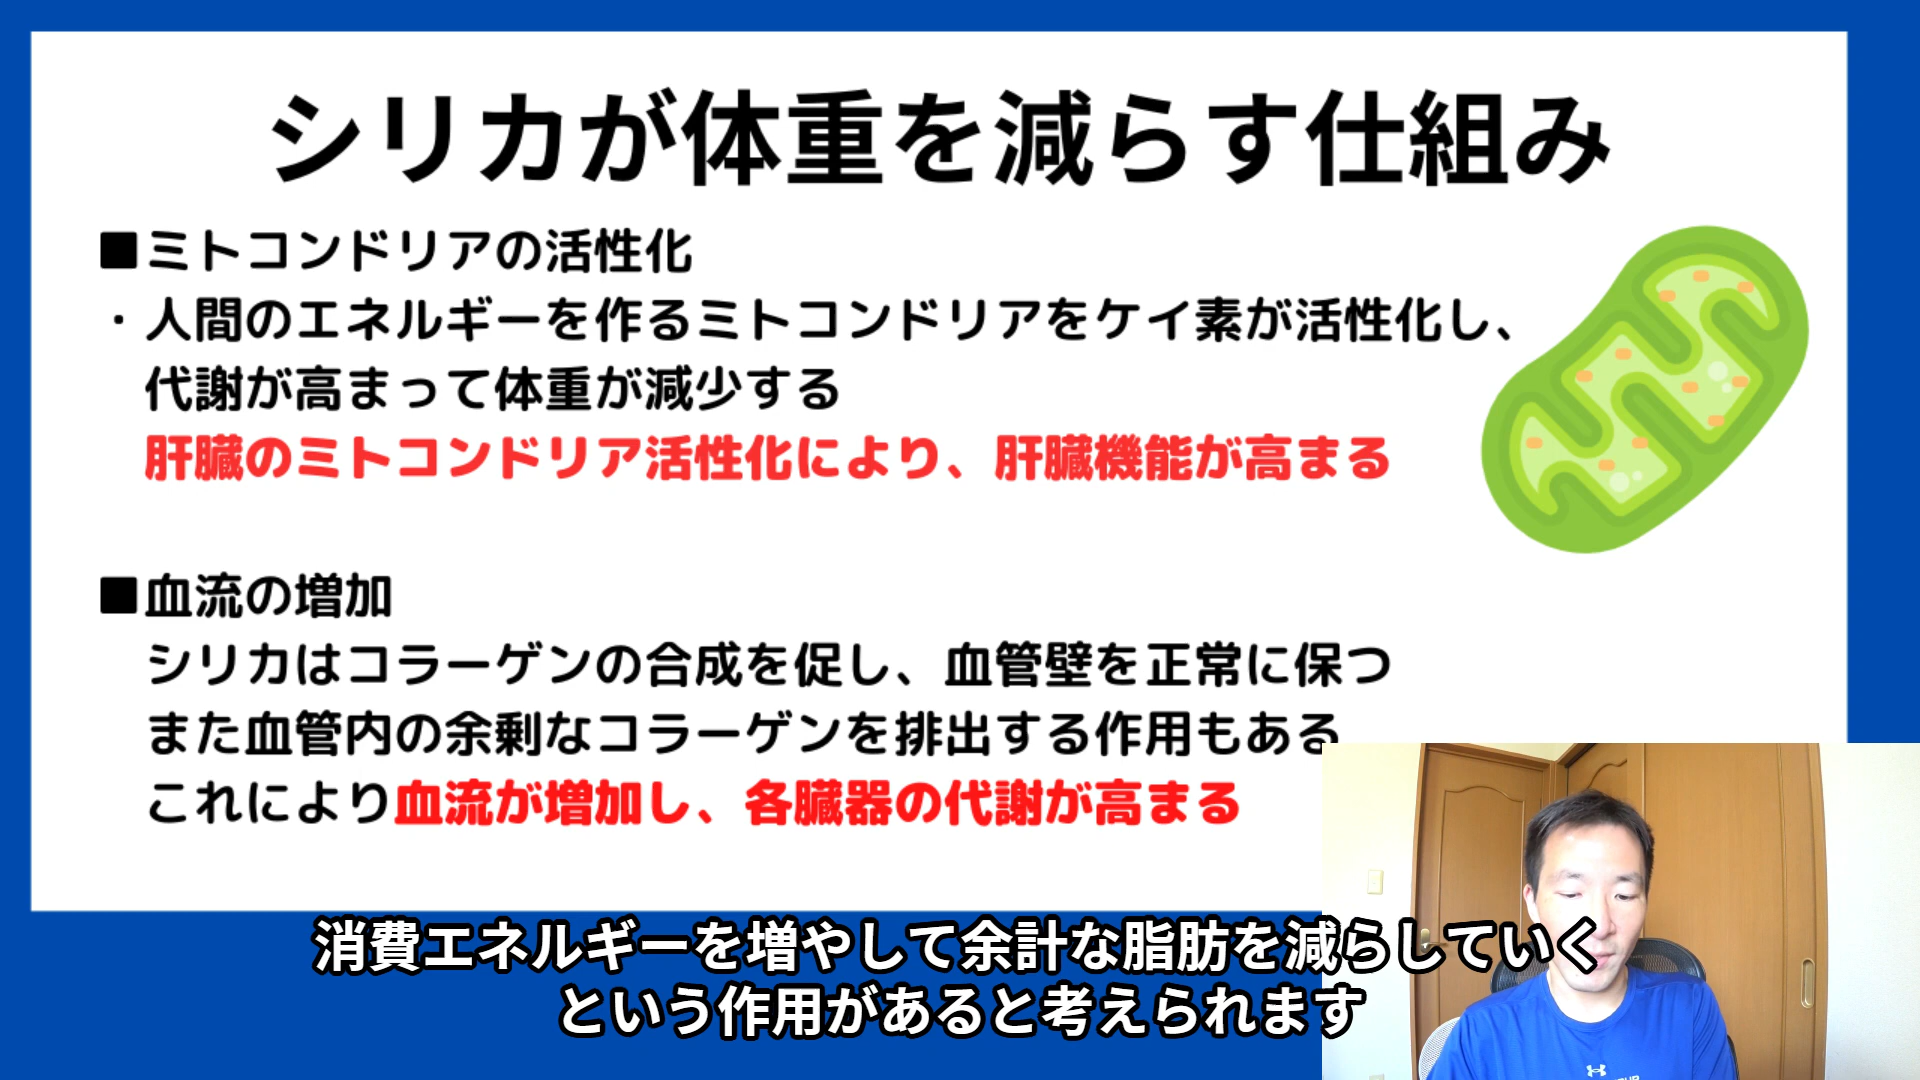 シリカが体重を減らす仕組み
■ミトコンドリアの活性化
・人間のエネルギーを作るミトコンドリアをケイ素が活性化し、
代謝が高まって体重が減少する
肝臓のミトコンドリア活性化により、肝臓機能が高まる
■血流の増加
シリカはコラーゲンの合成を促し、血管壁を正常に保つ
また血管内の余剰なコラーゲンを排出する作用もある
これにより血流が増加し、各臓器の代謝が高まる
消費エネルギーを増やして余計な脂肪を減らしていく
という作用があると考えられます